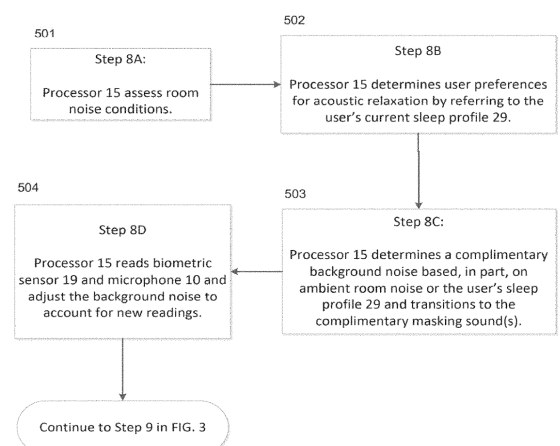 501
Step 8A:
Processor 15 assess room
noise conditions.
502
Step 8B
Processor 15 determines user preferences
for acoustic relaxation by referring to the
user's current sleep profile 29.
503
Step 8C:
Processor 15 determines a complimentary
background noise based, in part, on
ambient room noise or the user's sleep
profile 29 and transitions to the
complimentary masking sound(s).
504
Step 8D
Processor 15 reads biometric
sensor 19 and microphone 10 and
adjust the background noise to
account for new readings.
Continue to Step 9 in FIG. 3